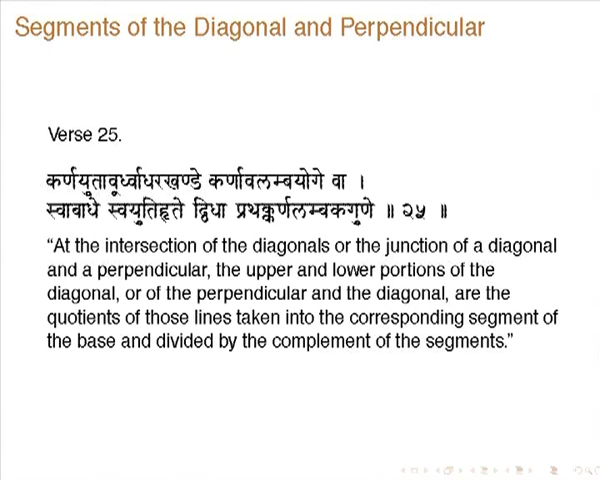 Segments of the Diagonal and Perpendicular
Verse 25.
कर्णयुतावूर्ध्वाधरखण्डे कर्णावलम्बयोगे वा ।
स्वाबाधे स्वयुतिहृते द्विधा प्रथक्कर्णलम्बकगुणे ॥ २५ ॥
“At the intersection of the diagonals or the junction of a diagonal
and a perpendicular, the upper and lower portions of the
diagonal, or of the perpendicular and the diagonal, are the
quotients of those lines taken into the corresponding segment of
the base and divided by the complement of the segments.”